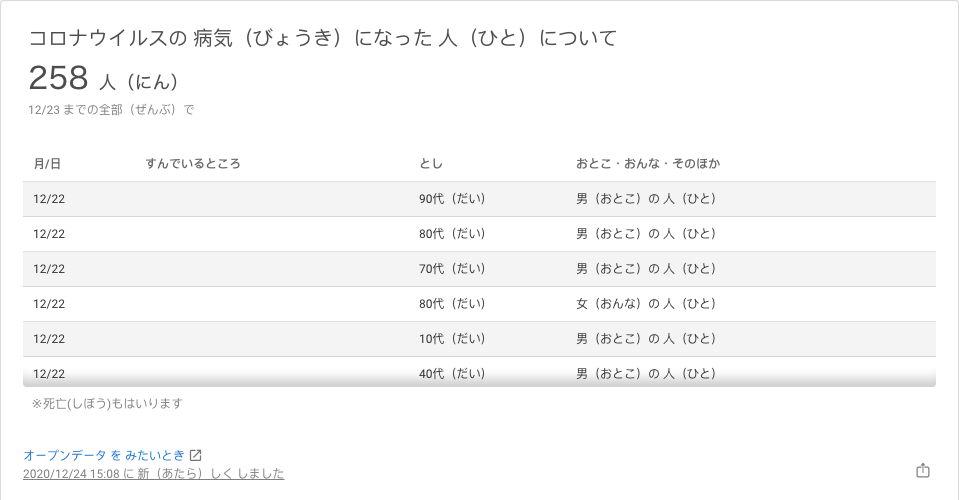 コロナウイルスの 病気（びょうき）になった 人（ひと）について
258 人（にん）
12/23 までの全部（ぜんぶ）で
月/日 すんでいるところ とし おとこ・おんな・そのほか
12/22 90代（だい） 男（おとこ）の 人（ひと）
12/22 80代（だい） 男（おとこ）の 人（ひと）
12/22 70代（だい） 男（おとこ）の 人（ひと）
12/22 80代（だい） 女（おんな）の 人（ひと）
12/22 10代（だい） 男（おとこ）の 人（ひと）
12/22 40代（だい） 男（おとこ）の 人（ひと）
※死亡(しぼう)もはいります
オープンデータ を みたいとき
2020/12/24 15:08 に 新（あたら）しく しました